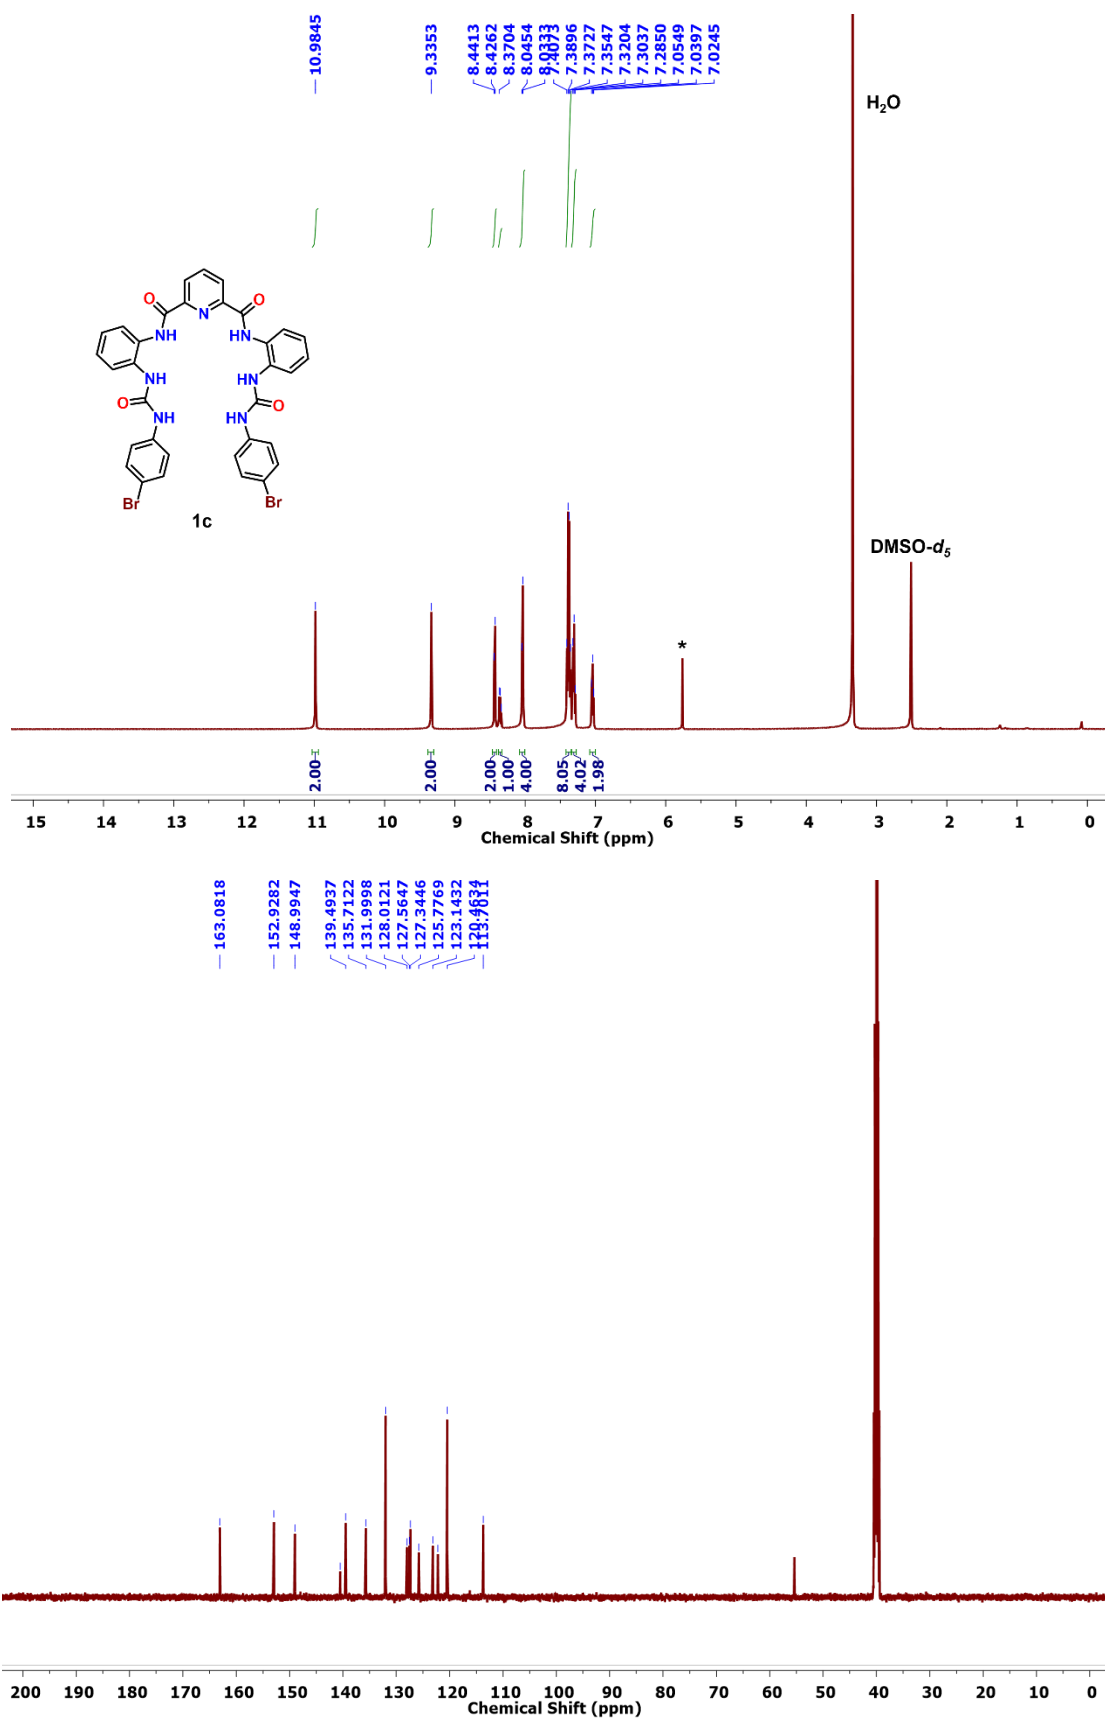 10.9845
9.3353
8.4413
8.4262
8.3704
8.0454
8.0333
7.4073
7.3896
7.3727
7.3547
7.3204
7.3037
7.2850
7.0549
7.0397
7.0245
H₂O
O
N
O
NH
HN
NH
HN
O
NH
HN
O
Br
Br
1c
DMSO-d₅
*
2.00
2.00
2.00
1.00
4.00
8.05
4.02
1.98
15 14 13 12 11 10 9 8 7 6 5 4 3 2 1 0
Chemical Shift (ppm)
163.0818
152.9282
148.9947
139.4937
135.7122
131.9998
128.0121
127.5647
127.3446
125.7769
123.1432
120.4634
113.7011
200 190 180 170 160 150 140 130 120 110 100 90 80 70 60 50 40 30 20 10 0
Chemical Shift (ppm)